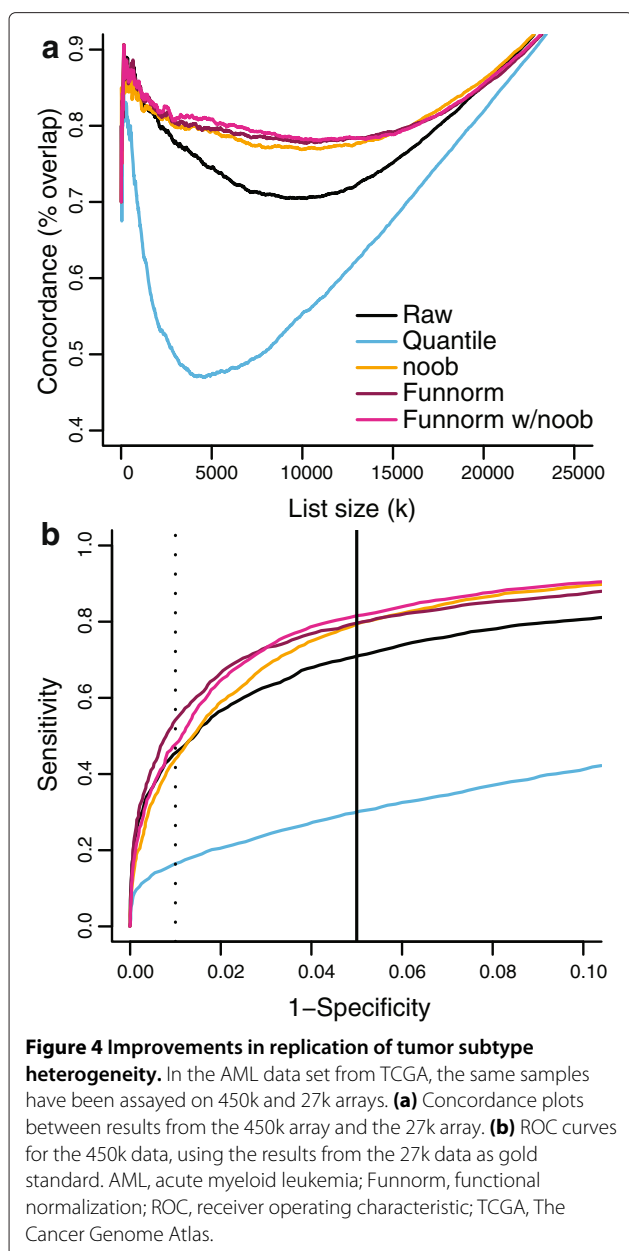 a
0.9
0.8
0.7
0.6
0.5
0.4
Concordance (% overlap)
Raw
Quantile
noob
Funnorm
Funnorm w/noob
0 5000 10000 15000 20000 25000
List size (k)
b
1.0
0.8
0.6
0.4
0.2
0.0
Sensitivity
0.00 0.02 0.04 0.06 0.08 0.10
1−Specificity
Figure 4 Improvements in replication of tumor subtype
heterogeneity. In the AML data set from TCGA, the same samples
have been assayed on 450k and 27k arrays. (a) Concordance plots
between results from the 450k array and the 27k array. (b) ROC curves
for the 450k data, using the results from the 27k data as gold
standard. AML, acute myeloid leukemia; Funnorm, functional
normalization; ROC, receiver operating characteristic; TCGA, The
Cancer Genome Atlas.